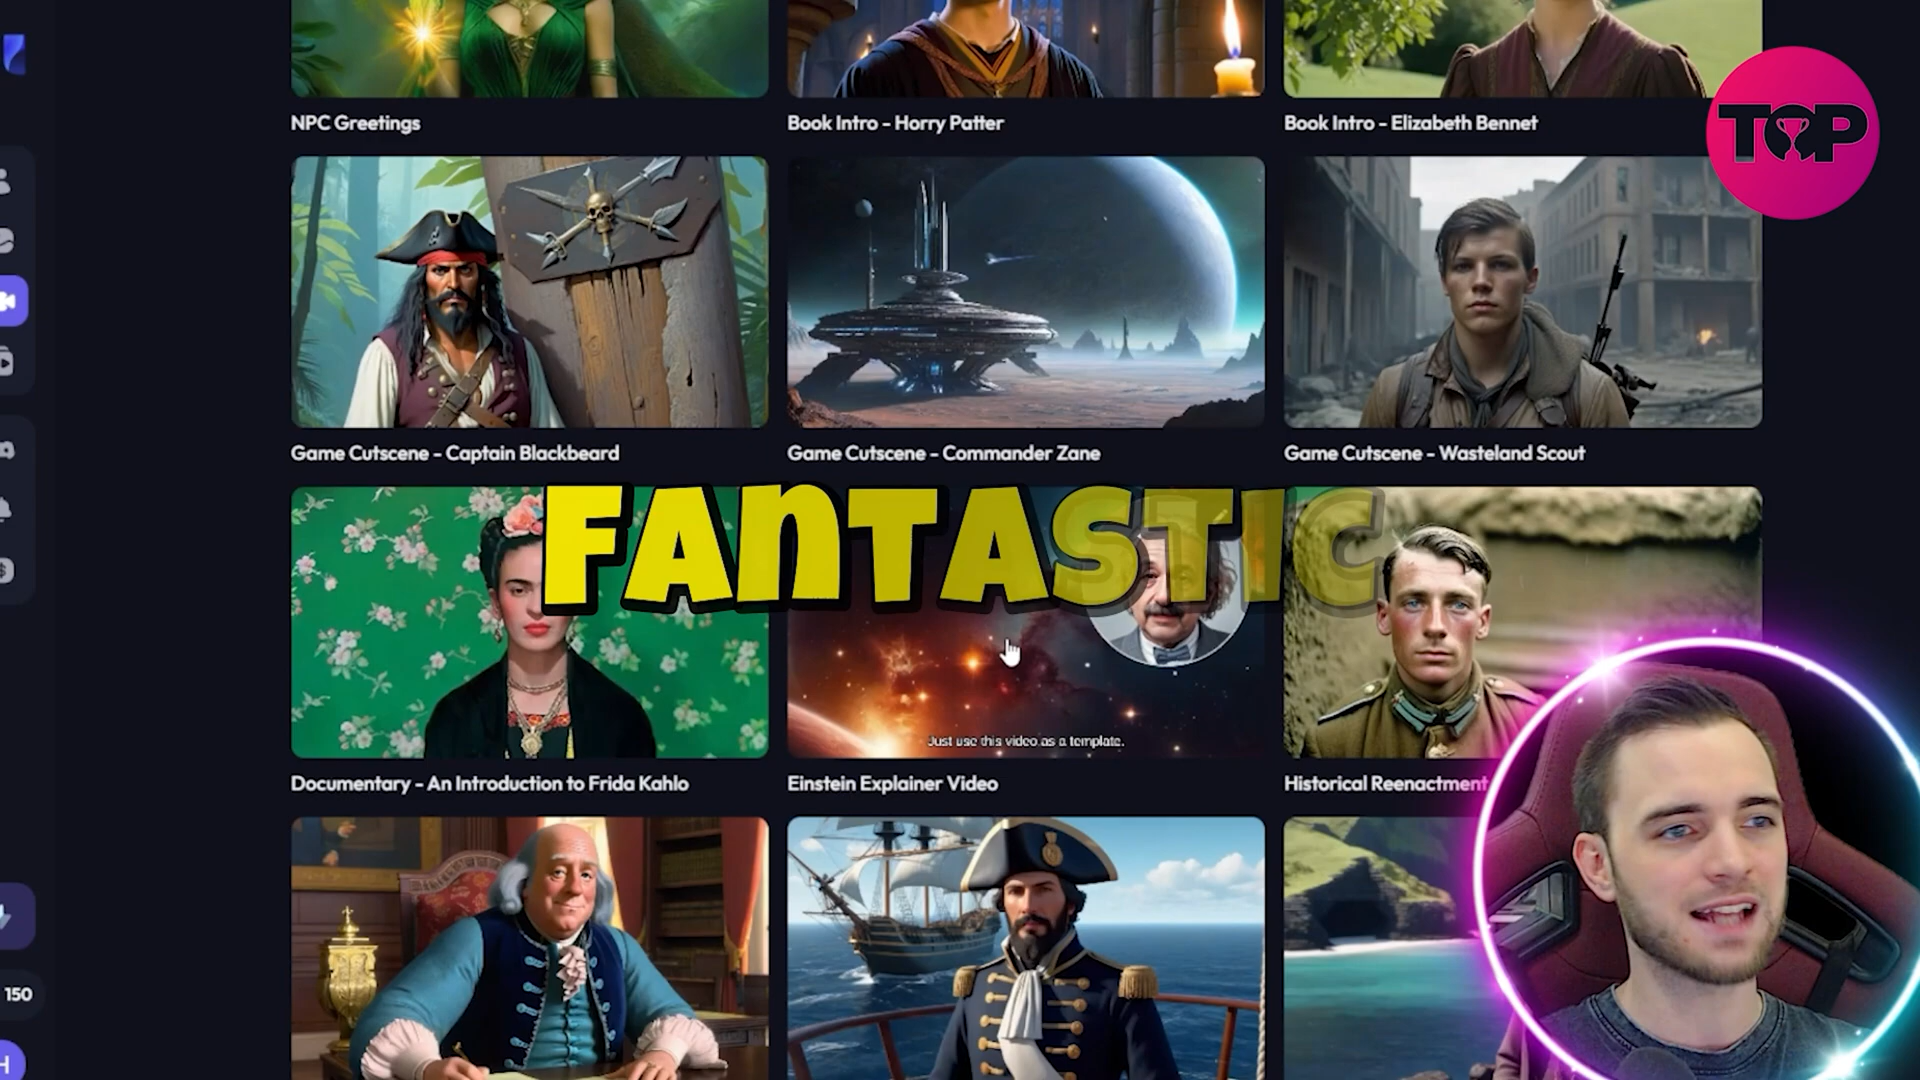 TOP
NPC Greetings
Book Intro - Horry Patter
Book Intro - Elizabeth Bennet
Game Cutscene - Captain Blackbeard
Game Cutscene - Commander Zane
Game Cutscene - Wasteland Scout
FANTASTIC
Just use this video as a template.
Documentary - An Introduction to Frida Kahlo
Einstein Explainer Video
Historical Reenactment
150
H